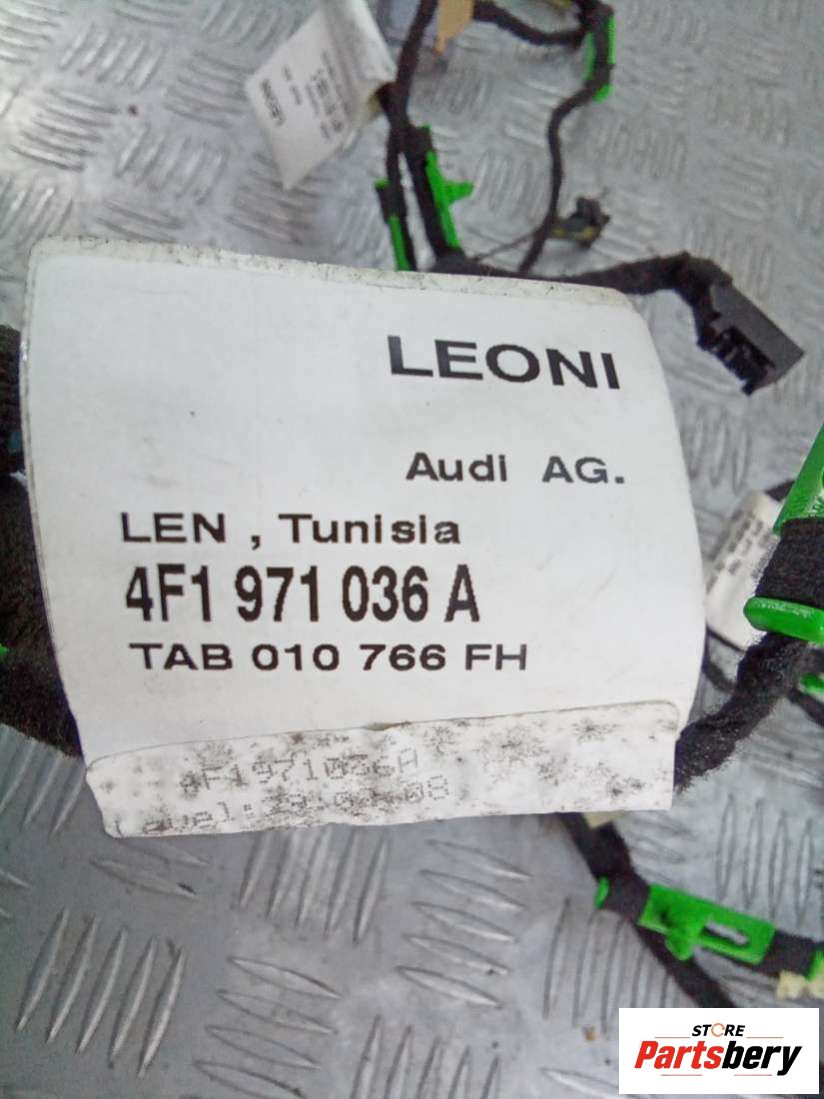 LEONI
Audi AG.
LEN , Tunisia
4F1 971 036 A
TAB 010 766 FH
4F1971036A
STORE
Partsbery